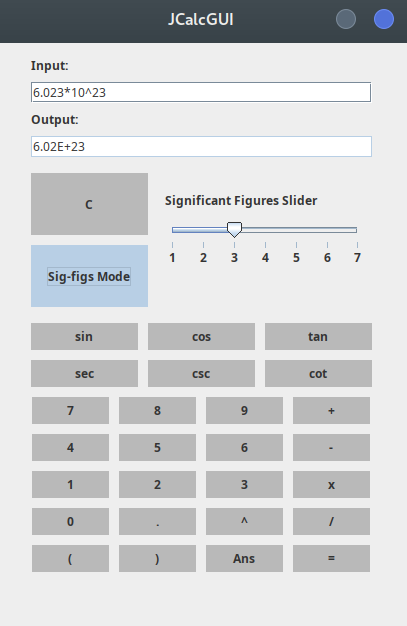 JCalcGUI
Input:
6.023*10^23
Output:
6.02E+23
C
Significant Figures Slider
1 2 3 4 5 6 7
Sig-figs Mode
sin cos tan
sec csc cot
7 8 9 +
4 5 6 -
1 2 3 x
0 . ^ /
( ) Ans =